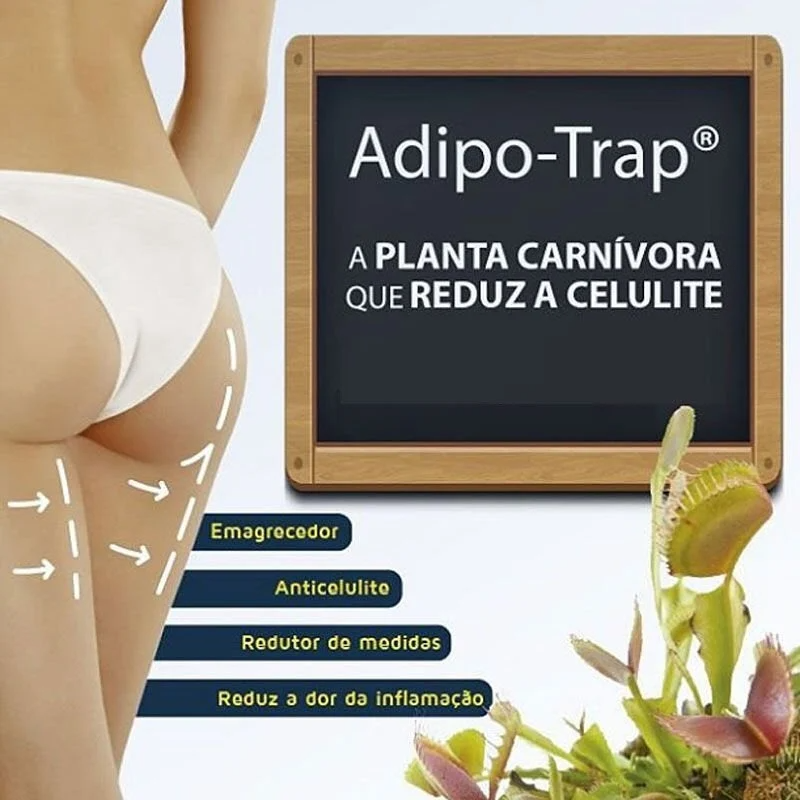 Adipo-Trap®
A PLANTA CARNÍVORA
QUE REDUZ A CELULITE
Emagrecedor
Anticelulite
Redutor de medidas
Reduz a dor da inflamação